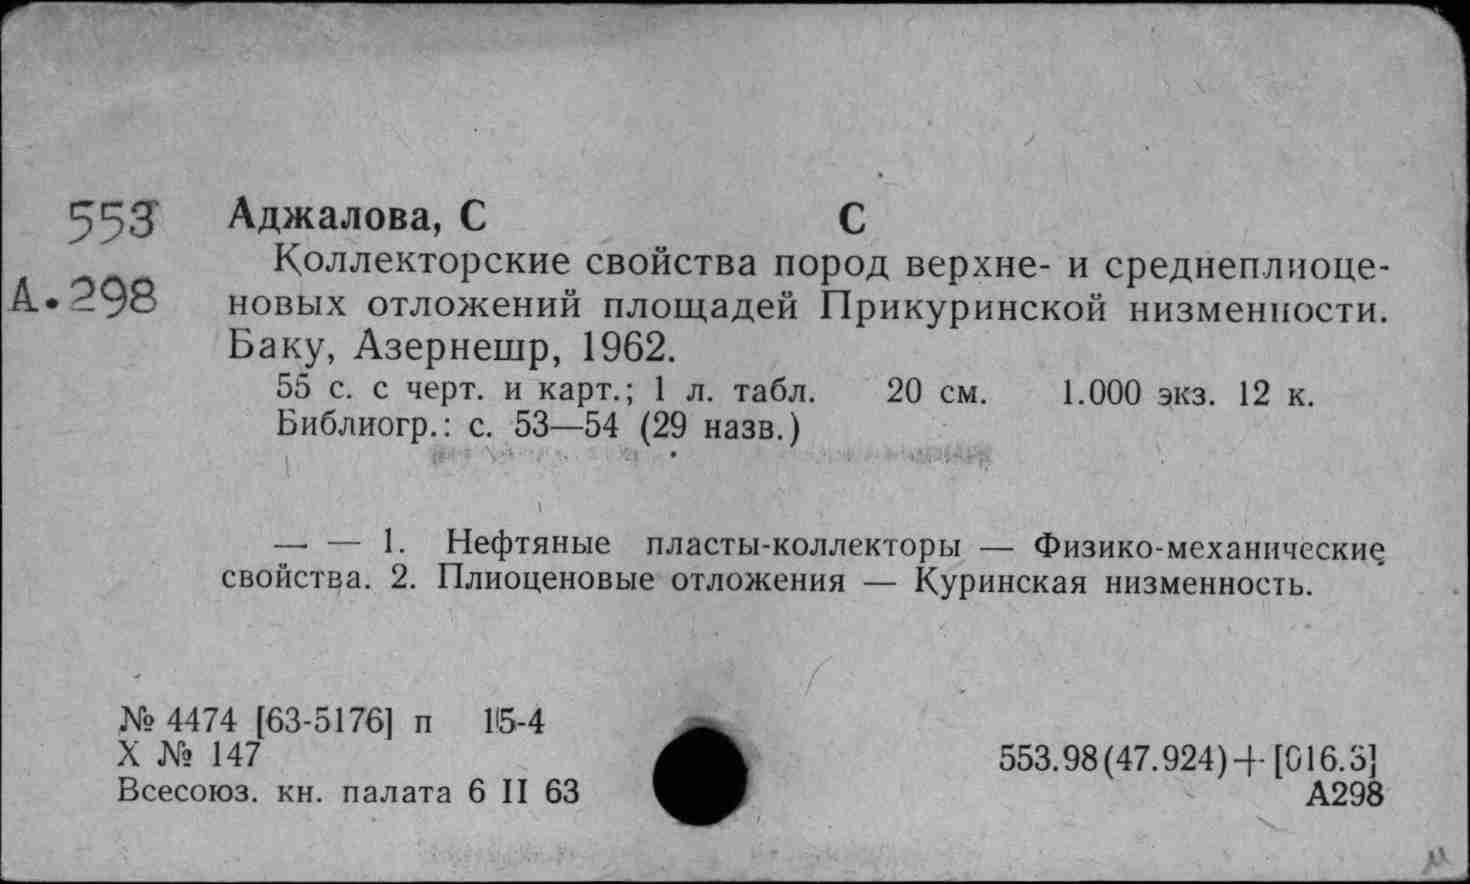 553 Аджалова, С С
Коллекторские свойства пород верхне- и среднеплиоце-
А.298 новых отложений площадей Прикуринской низменности.
Баку, Азернешр, 1962.
55 с. с черт. и карт.; 1 л. табл. 20 см. 1.000 экз. 12 к.
Библиогр.: с. 53—54 (29 назв.)
— — 1. Нефтяные пласты-коллекторы — Физико-механические
свойства. 2. Плиоценовые отложения — Куринская низменность.
№ 4474 [63-5176] п 15-4
X № 147
Всесоюз. кн. палата 6 II 63
553.98(47.924)+[016.3]
А298